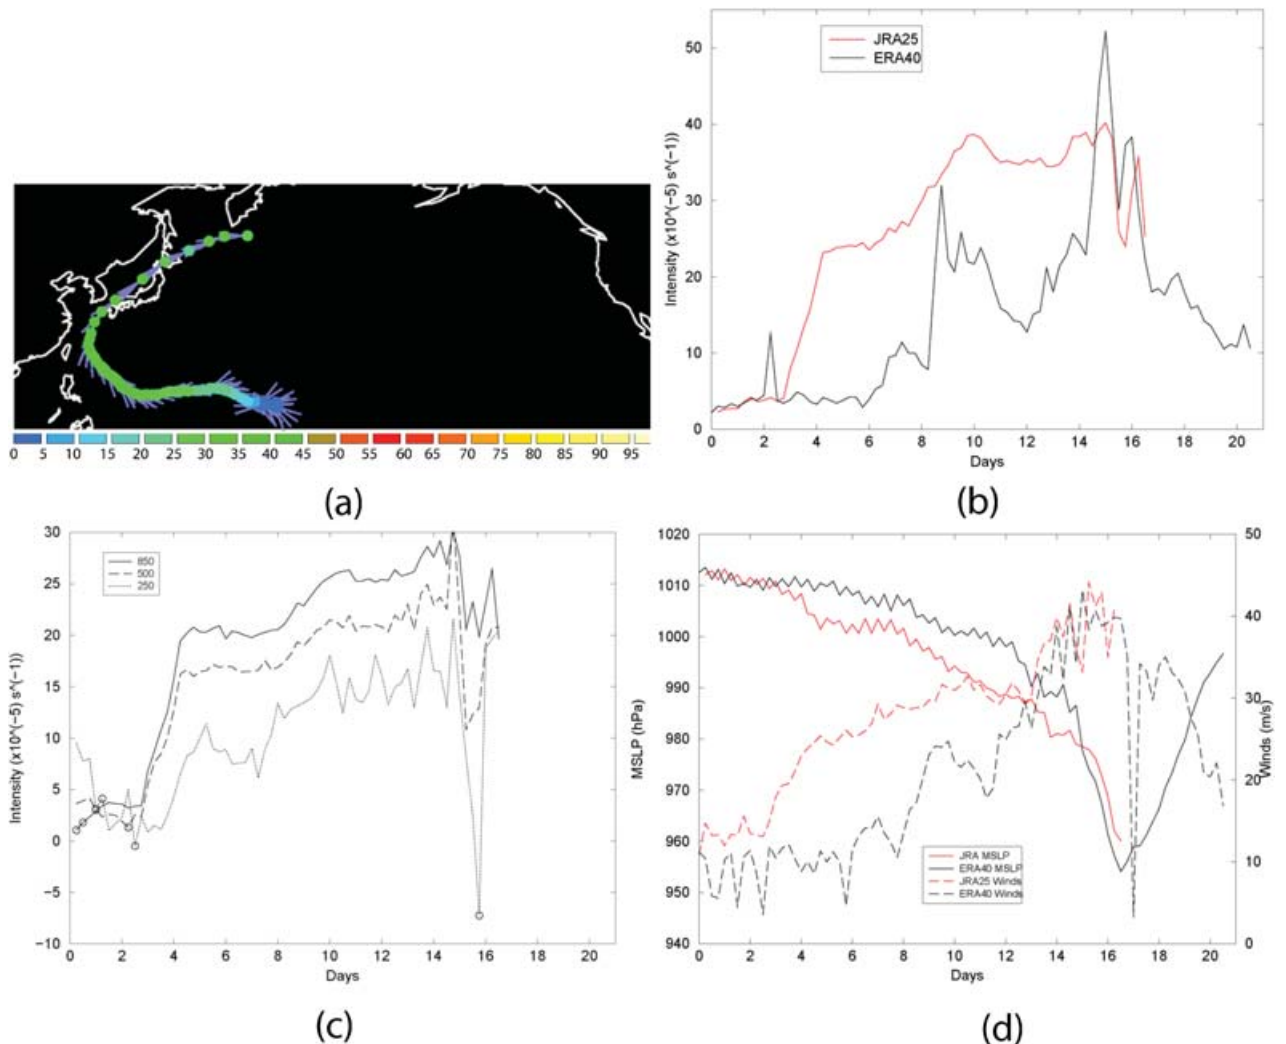 0 5 10 15 20 25 30 35 40 45 50 55 60 65 70 75 80 85 90 95
(a)
Intensity (x10^(−5) s^(−1))
50
40
30
20
10
0
JRA25
ERA40
0 2 4 6 8 10 12 14 16 18 20
Days
(b)
Intensity (x10^(−5) s^(−1))
30
25
20
15
10
5
0
−5
−10
850
500
250
0 2 4 6 8 10 12 14 16 18 20
Days
(c)
MSLP (hPa)
1020
1010
1000
990
980
970
960
950
940
JRA MSLP
ERA40 MSLP
JRA25 Winds
ERA40 Winds
50
40
30
20
10
0
Winds (m/s)
0 2 4 6 8 10 12 14 16 18 20
Days
(d)